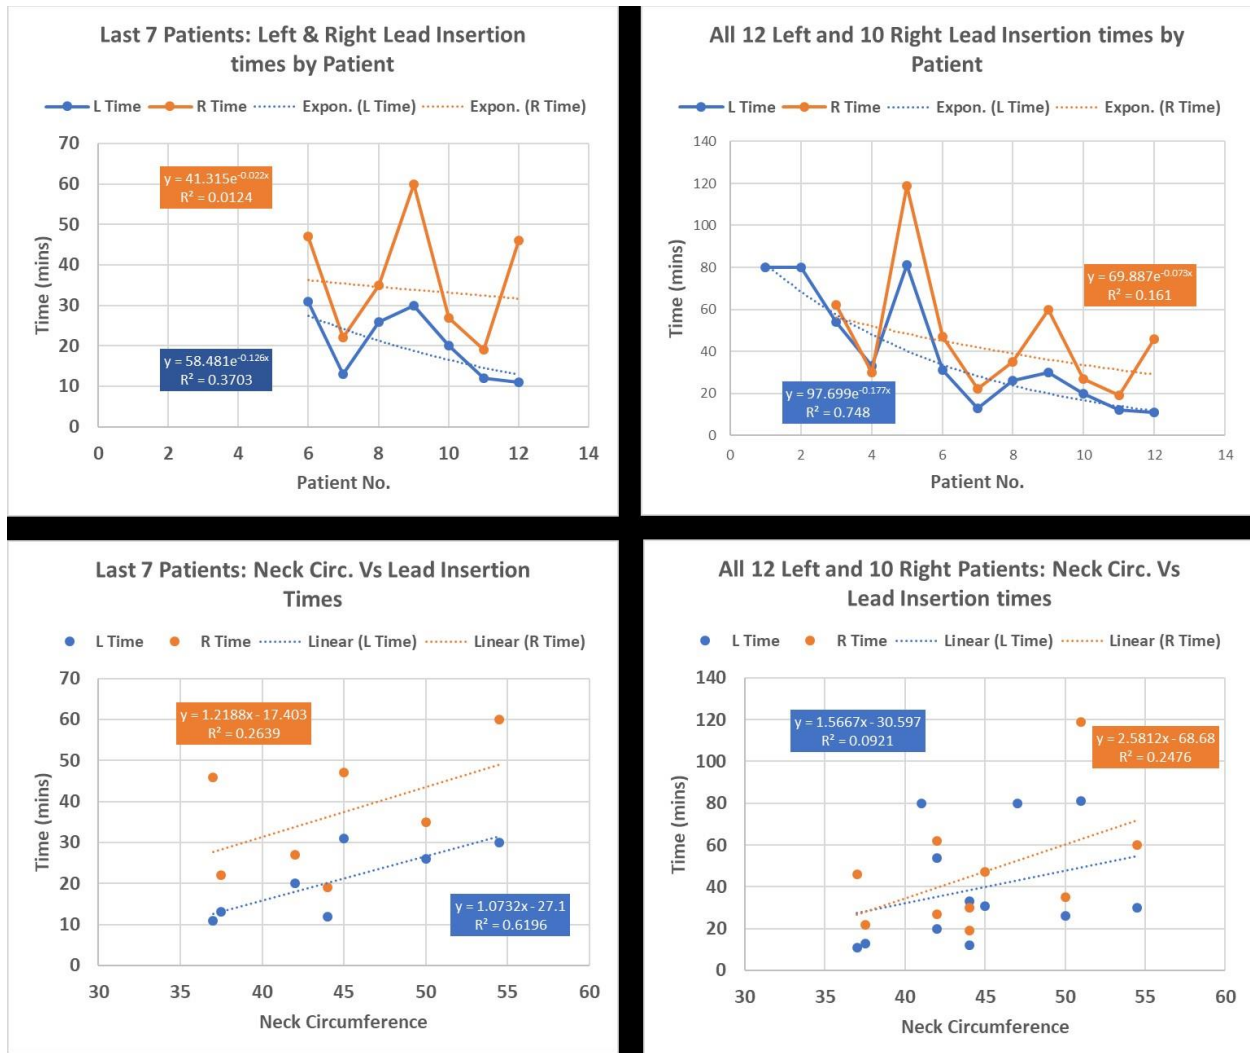 Last 7 Patients: Left & Right Lead Insertion
times by Patient
L Time R Time Expon. (L Time) Expon. (R Time)
70
60
50
40
30
20
10
0
Time (mins)
y = 41.315e^-0.022x
R² = 0.0124
y = 58.481e^-0.126x
R² = 0.3703
0 2 4 6 8 10 12 14
Patient No.
All 12 Left and 10 Right Lead Insertion times by
Patient
L Time R Time Expon. (L Time) Expon. (R Time)
140
120
100
80
60
40
20
0
Time (mins)
y = 69.887e^-0.073x
R² = 0.161
y = 97.699e^-0.177x
R² = 0.748
0 2 4 6 8 10 12 14
Patient No.
Last 7 Patients: Neck Circ. Vs Lead Insertion
Times
L Time R Time Linear (L Time) Linear (R Time)
70
60
50
40
30
20
10
0
Time (mins)
y = 1.2188x - 17.403
R² = 0.2639
y = 1.0732x - 27.1
R² = 0.6196
30 35 40 45 50 55 60
Neck Circumference
All 12 Left and 10 Right Patients: Neck Circ. Vs
Lead Insertion times
L Time R Time Linear (L Time) Linear (R Time)
140
120
100
80
60
40
20
0
Time (mins)
y = 1.5667x - 30.597
R² = 0.0921
y = 2.5812x - 68.68
R² = 0.2476
30 35 40 45 50 55 60
Neck Circumference